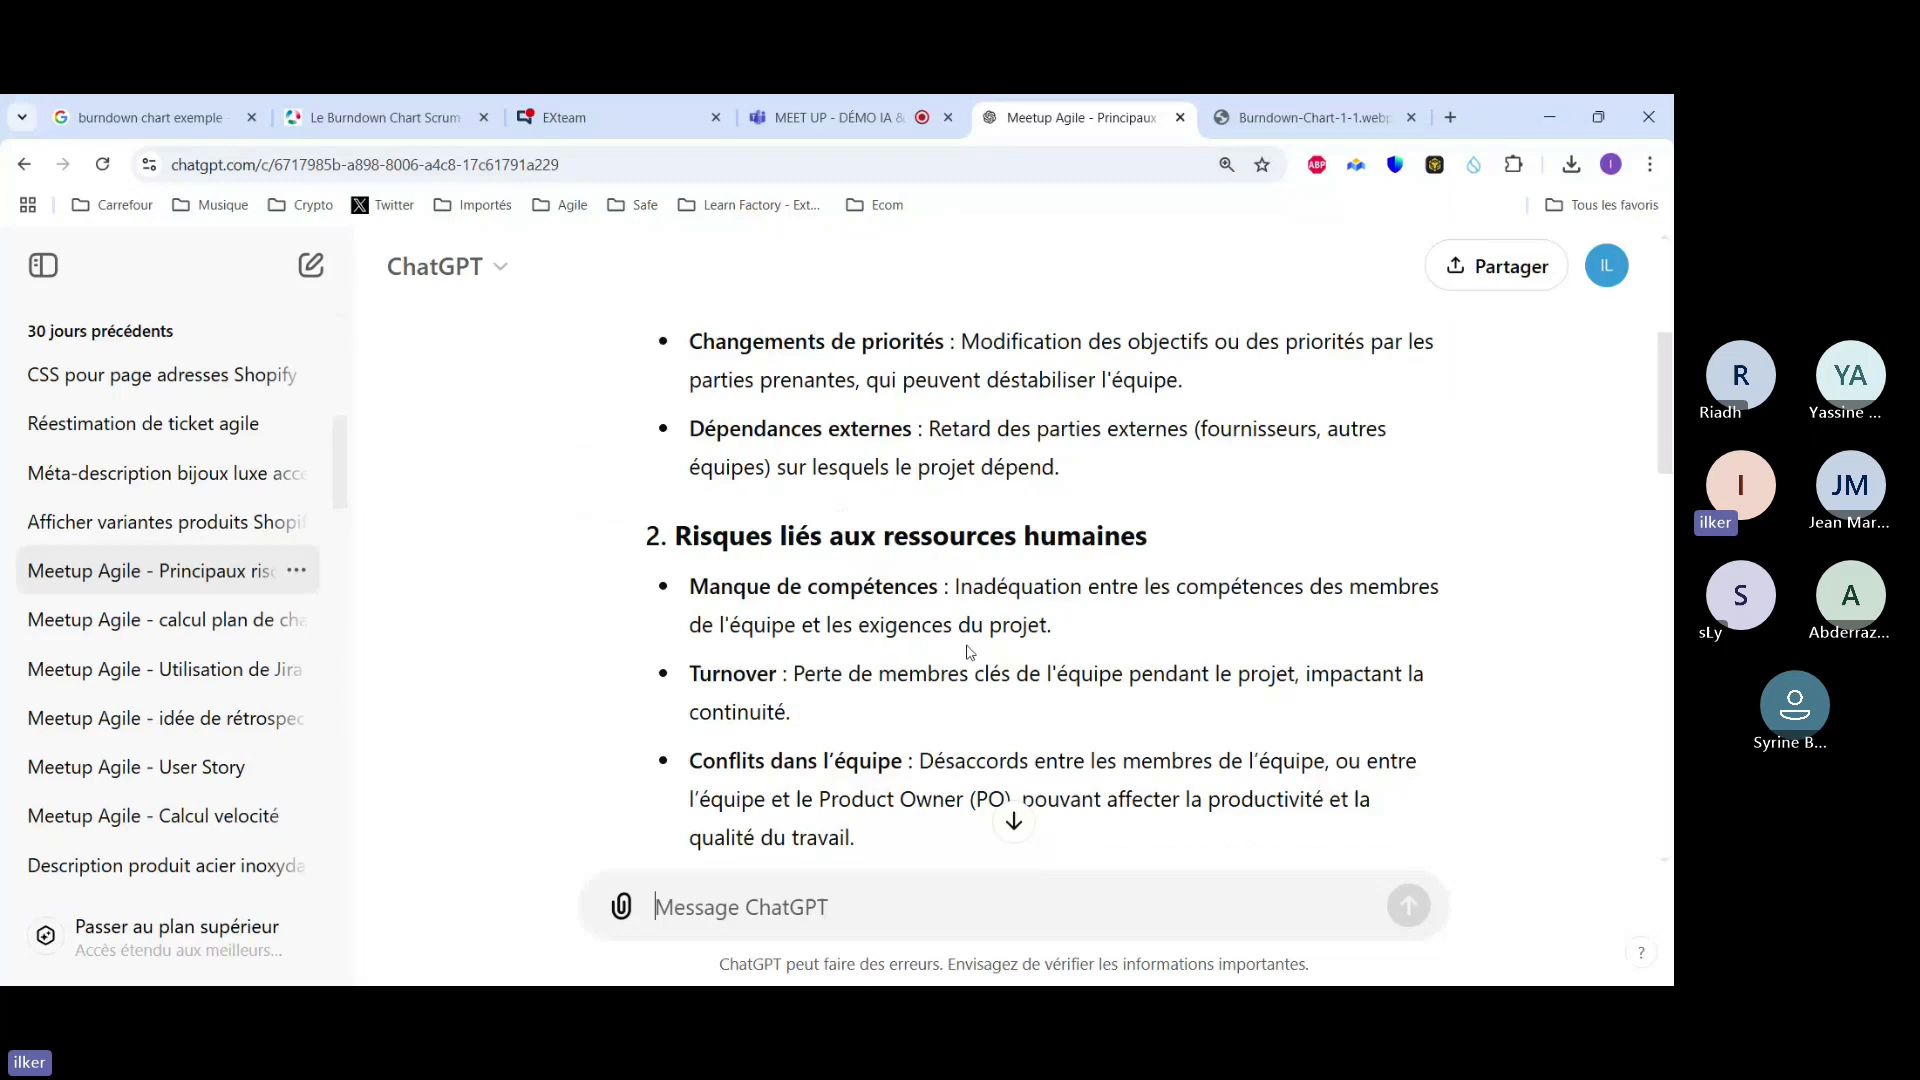 burndown chart exemple
Le Burndown Chart Scrum
EXteam
MEET UP - DÉMO IA &
Meetup Agile - Principaux
Burndown-Chart-1-1.webp
chatgpt.com/c/6717985b-a898-8006-a4c8-17c61791a229
ABP
I
Carrefour
Musique
Crypto
Twitter
Importés
Agile
Safe
Learn Factory - Ext...
Ecom
Tous les favoris
ChatGPT
Partager
IL
30 jours précédents
CSS pour page adresses Shopify
Réestimation de ticket agile
Méta-description bijoux luxe acce
Afficher variantes produits Shopif
Meetup Agile - Principaux riso
Meetup Agile - calcul plan de cha
Meetup Agile - Utilisation de Jira
Meetup Agile - idée de rétrospec
Meetup Agile - User Story
Meetup Agile - Calcul velocité
Description produit acier inoxyda
Passer au plan supérieur
Accès étendu aux meilleurs...
• Changements de priorités : Modification des objectifs ou des priorités par les
parties prenantes, qui peuvent déstabiliser l'équipe.
• Dépendances externes : Retard des parties externes (fournisseurs, autres
équipes) sur lesquels le projet dépend.
2. Risques liés aux ressources humaines
• Manque de compétences : Inadéquation entre les compétences des membres
de l'équipe et les exigences du projet.
• Turnover : Perte de membres clés de l'équipe pendant le projet, impactant la
continuité.
• Conflits dans l’équipe : Désaccords entre les membres de l’équipe, ou entre
l’équipe et le Product Owner (PO), pouvant affecter la productivité et la
qualité du travail.
Message ChatGPT
ChatGPT peut faire des erreurs. Envisagez de vérifier les informations importantes.
?
R
Riadh
YA
Yassine ...
I
ilker
JM
Jean Mar...
S
sLy
A
Abderraz...
Syrine B...
ilker